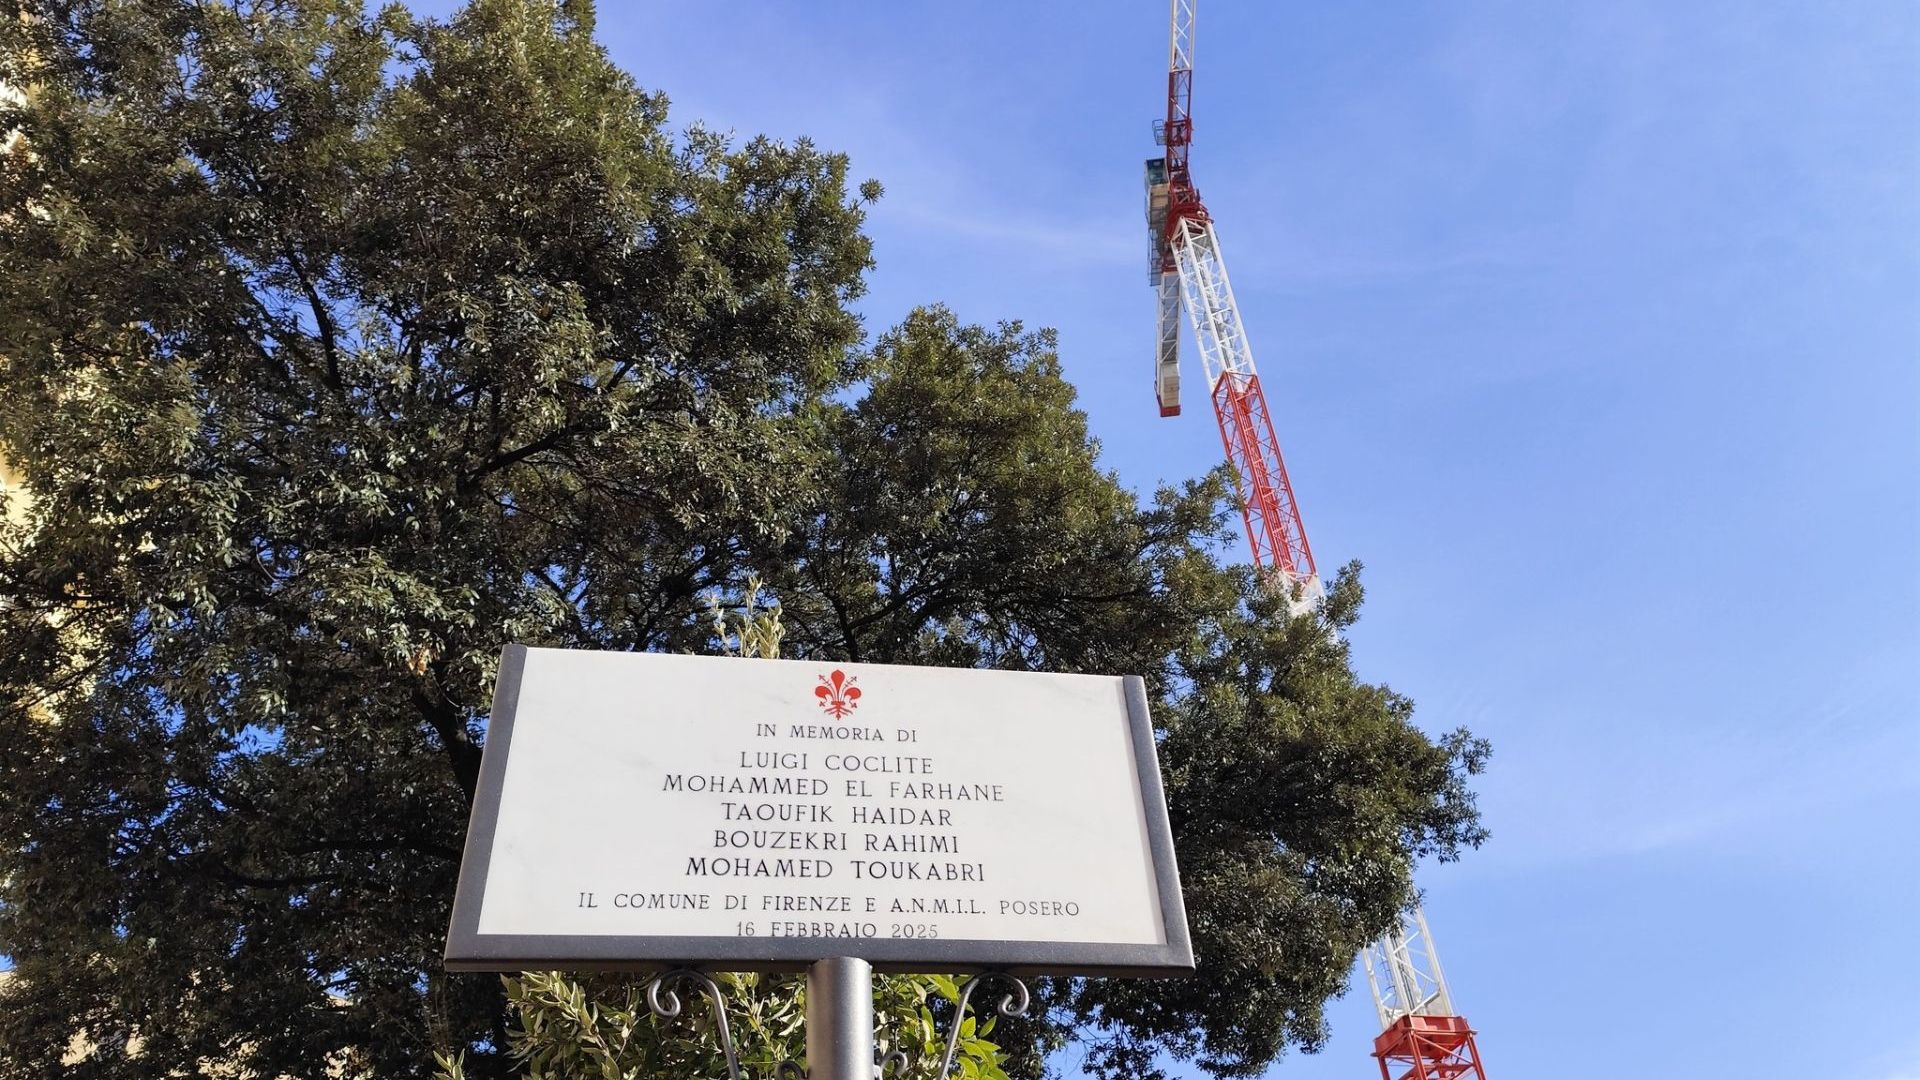 IN MEMORIA DI
LUIGI COCLITE
MOHAMMED EL FARHANE
TAOUFIK HAIDAR
BOUZEKRI RAHIMI
MOHAMED TOUKABRI
IL COMUNE DI FIRENZE E A.N.M.I.L. POSERO
16 FEBBRAIO 2025